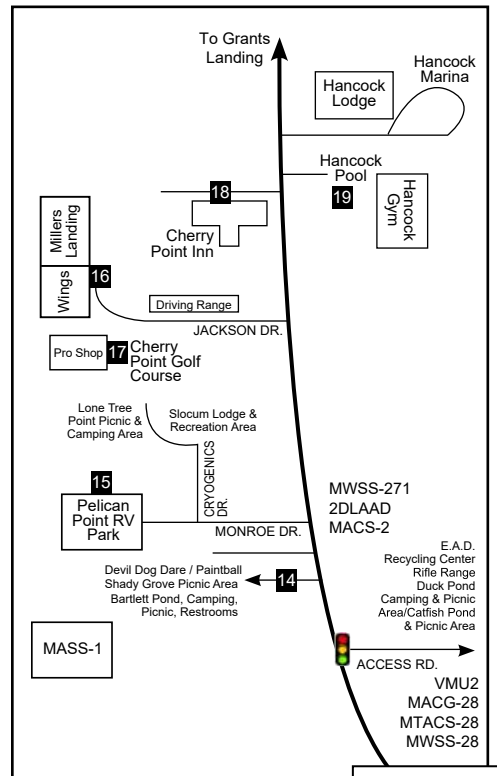 To Grants
Landing
Hancock
Marina
Hancock
Lodge
Hancock
Pool
19
Hancock
Gym
18
Cherry
Point Inn
Millers
Landing
Wings
16
Driving Range
JACKSON DR.
Pro Shop
17
Cherry
Point Golf
Course
Lone Tree
Point Picnic &
Camping Area
Slocum Lodge &
Recreation Area
CRYOGENICS
DR.
15
Pelican
Point RV
Park
MONROE DR.
MWSS-271
2DLAAD
MACS-2
Devil Dog Dare / Paintball
Shady Grove Picnic Area
Bartlett Pond, Camping,
Picnic, Restrooms
14
E.A.D.
Recycling Center
Rifle Range
Duck Pond
Camping & Picnic
Area/Catfish Pond
& Picnic Area
MASS-1
ACCESS RD.
VMU2
MACG-28
MTACS-28
MWSS-28